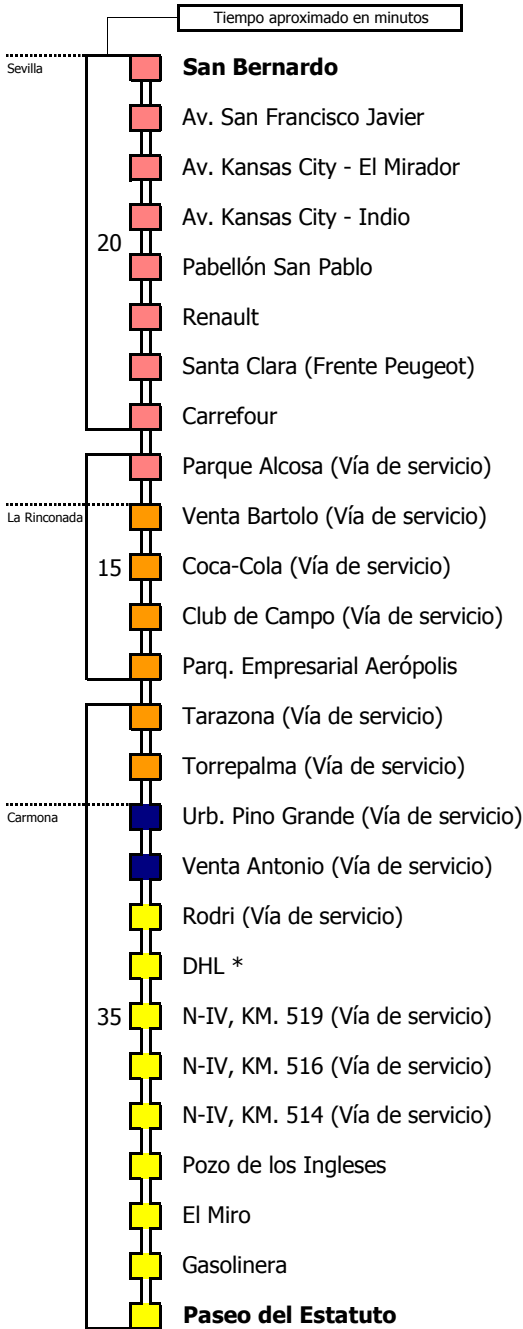 Tiempo aproximado en minutos
Sevilla
San Bernardo
Av. San Francisco Javier
Av. Kansas City - El Mirador
Av. Kansas City - Indio
20
Pabellón San Pablo
Renault
Santa Clara (Frente Peugeot)
Carrefour
Parque Alcosa (Vía de servicio)
La Rinconada
Venta Bartolo (Vía de servicio)
15
Coca-Cola (Vía de servicio)
Club de Campo (Vía de servicio)
Parq. Empresarial Aerópolis
Tarazona (Vía de servicio)
Torrepalma (Vía de servicio)
Carmona
Urb. Pino Grande (Vía de servicio)
Venta Antonio (Vía de servicio)
Rodri (Vía de servicio)
DHL *
35
N-IV, KM. 519 (Vía de servicio)
N-IV, KM. 516 (Vía de servicio)
N-IV, KM. 514 (Vía de servicio)
Pozo de los Ingleses
El Miro
Gasolinera
Paseo del Estatuto